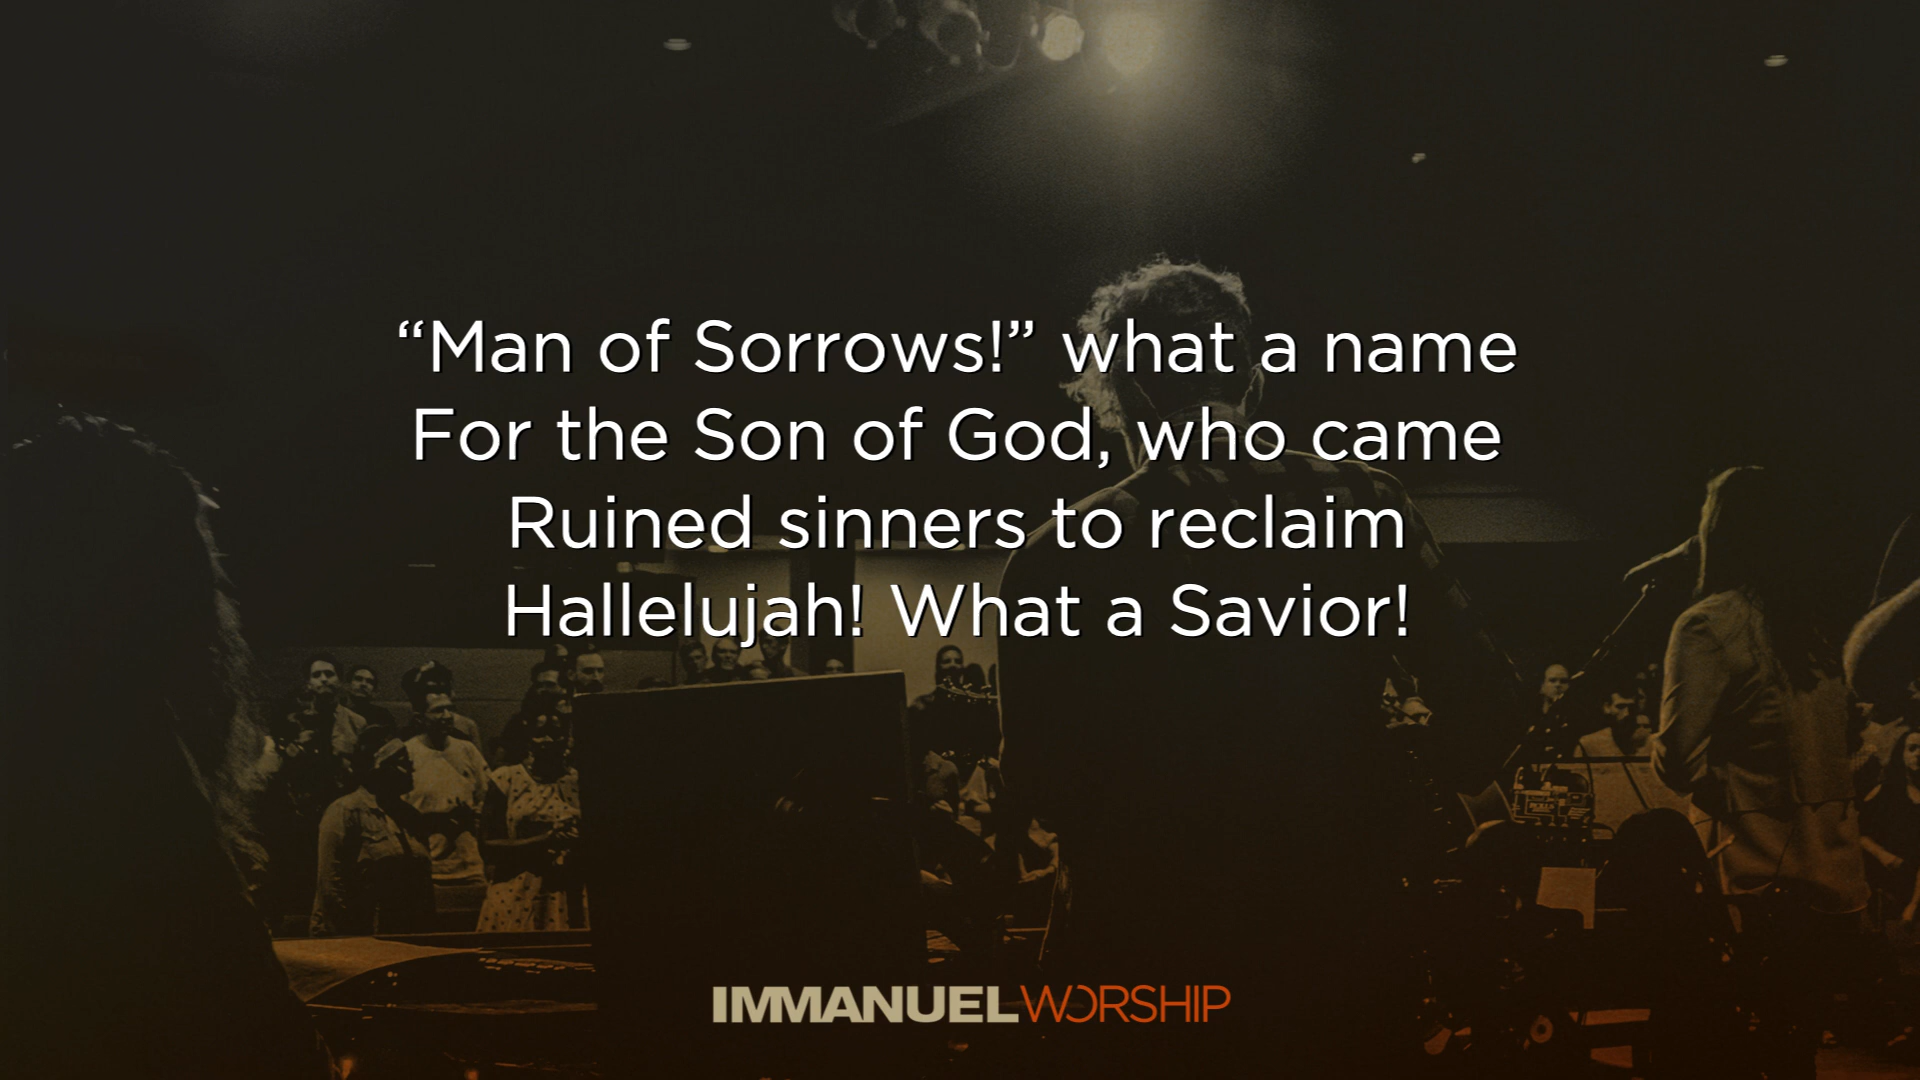 “Man of Sorrows!” what a name
For the Son of God, who came
Ruined sinners to reclaim
Hallelujah! What a Savior!
IMMANUELWORSHIP